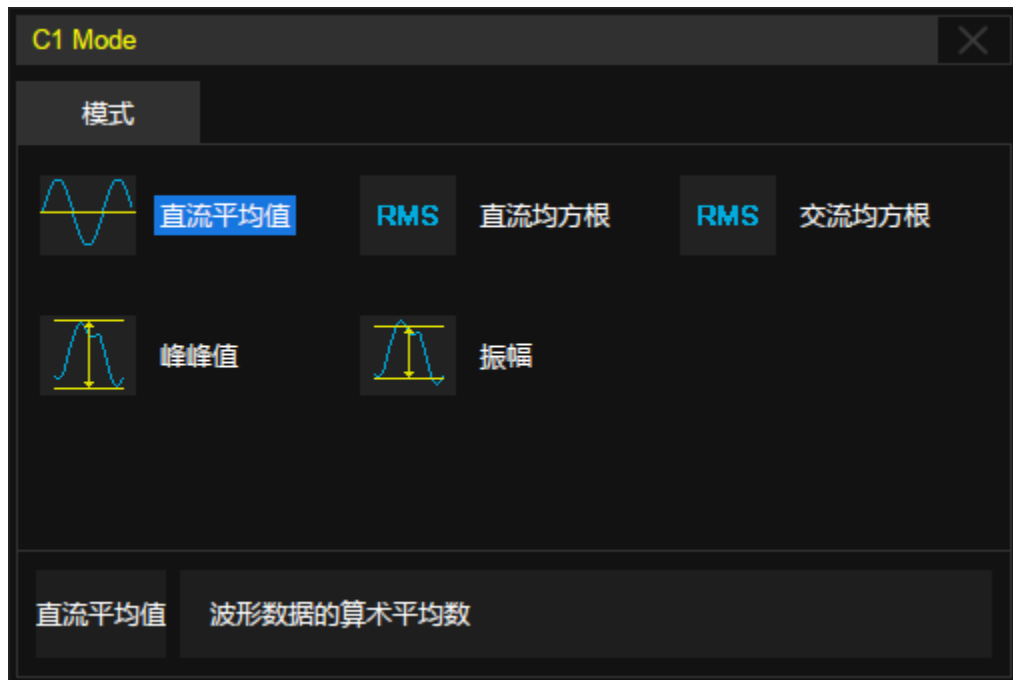 C1 Mode
模式
直流平均值
RMS 直流均方根
RMS 交流均方根
峰峰值
振幅
直流平均值 波形数据的算术平均数